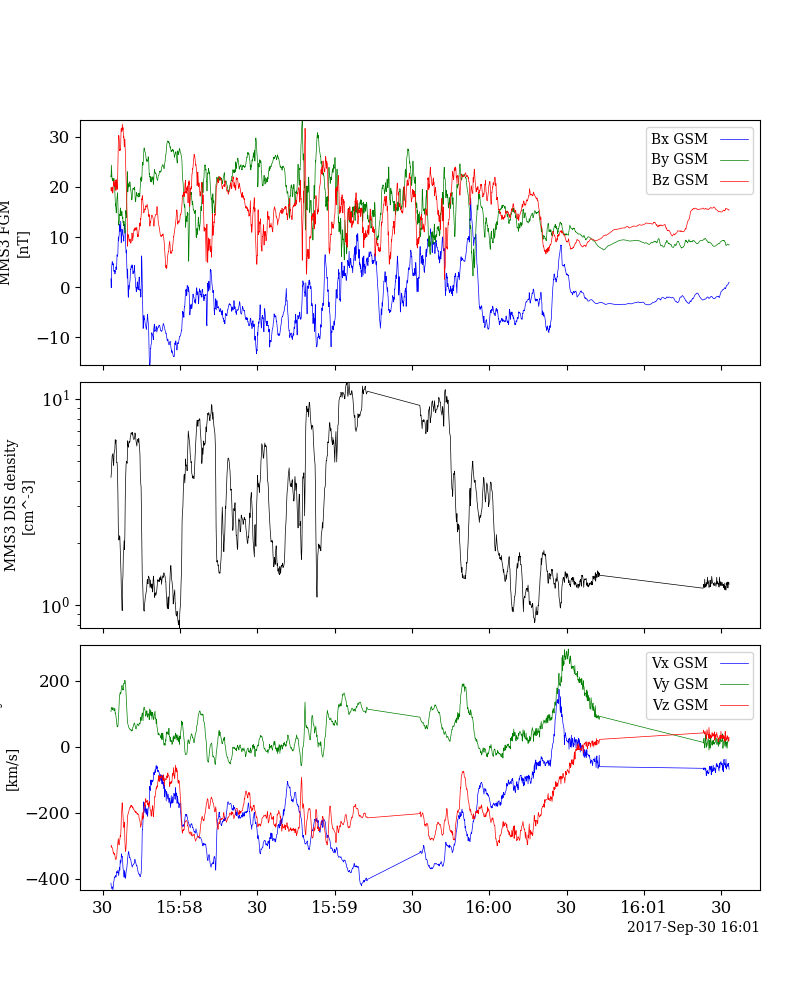 30
20
10
0
−10
MMS3 FGM
[nT]
Bx GSM
By GSM
Bz GSM
10^1
10^0
MMS3 DIS density
[cm^-3]
200
0
−200
−400
[km/s]
Vx GSM
Vy GSM
Vz GSM
30 15:58 30 15:59 30 16:00 30 16:01 30
2017-Sep-30 16:01